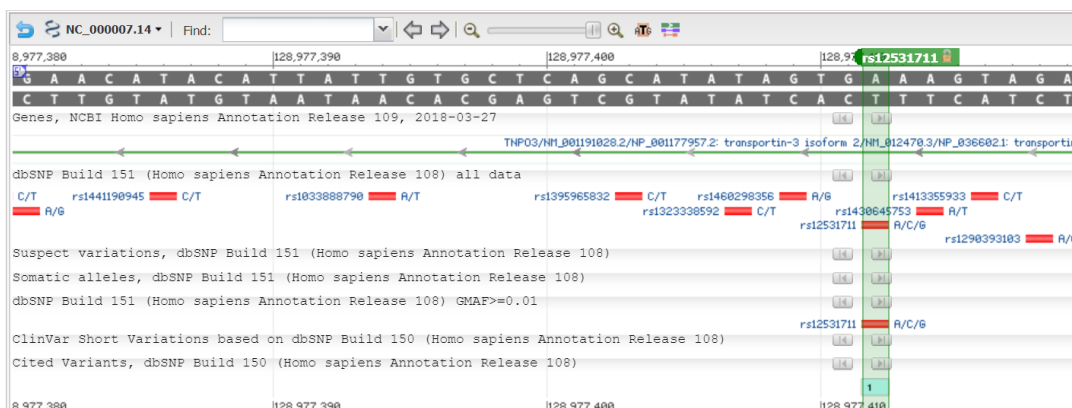 NC_000007.14 Find:
8,977,380 128,977,390 128,977,400 128,97 rs12531711
5'
G A A C A T A C A T T A T T G T G C T C A G C A T A T A G T G A A A G T A G A
C T T G T A T G T A A T A A C A C G A G T C G T A T A T C A C T T T C A T C T
Genes, NCBI Homo sapiens Annotation Release 109, 2018-03-27
TNPO3/NM_001191028.2/NP_001177957.2: transportin-3 isoform 2/NM_012470.3/NP_036602.1: transporti
dbSNP Build 151 (Homo sapiens Annotation Release 108) all data
C/T rs1441190945 C/T rs1033888790 A/T rs1395965832 C/T rs1460298356 A/G rs1413355933 C/T
A/G rs1323338592 C/T rs1430645753 A/T
rs12531711 A/C/G
rs1290393103 A/G
Suspect variations, dbSNP Build 151 (Homo sapiens Annotation Release 108)
Somatic alleles, dbSNP Build 151 (Homo sapiens Annotation Release 108)
dbSNP Build 151 (Homo sapiens Annotation Release 108) GMAF>=0.01
rs12531711 A/C/G
ClinVar Short Variations based on dbSNP Build 150 (Homo sapiens Annotation Release 108)
Cited Variants, dbSNP Build 150 (Homo sapiens Annotation Release 108)
1
8,977,380 128,977,390 128,977,400 128,977,410